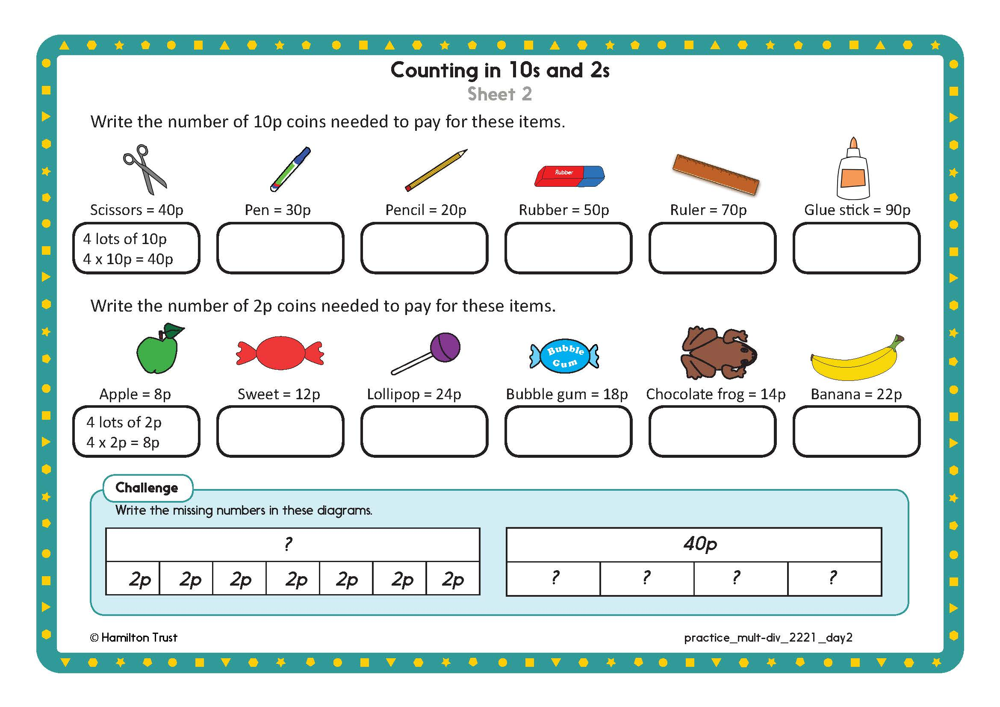 Counting in 10s and 2s
Sheet 2
Write the number of 10p coins needed to pay for these items.
Rubber
Scissors = 40p
Pen = 30p
Pencil = 20p
Rubber = 50p
Ruler = 70p
Glue stick = 90p
4 lots of 10p
4 x 10p = 40p
Write the number of 2p coins needed to pay for these items.
Bubble
Gum
Apple = 8p
Sweet = 12p
Lollipop = 24p
Bubble gum = 18p
Chocolate frog = 14p
Banana = 22p
4 lots of 2p
4 x 2p = 8p
Challenge
Write the missing numbers in these diagrams.
?
2p 2p 2p 2p 2p 2p 2p
40p
? ? ? ?
© Hamilton Trust
practice_mult-div_2221_day2